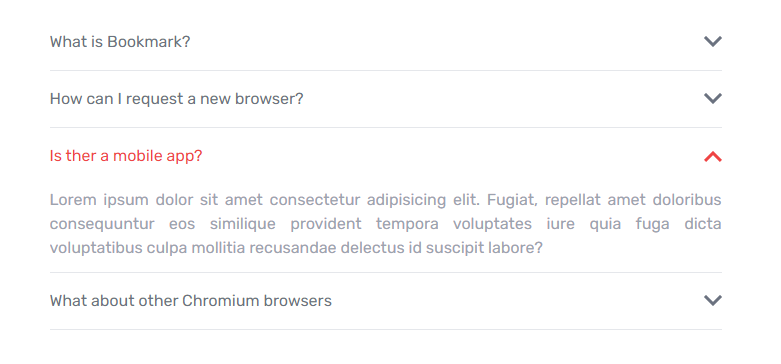 What is Bookmark?
How can I request a new browser?
Is ther a mobile app?
Lorem ipsum dolor sit amet consectetur adipisicing elit. Fugiat, repellat amet doloribus
consequuntur eos similique provident tempora voluptates iure quia fuga dicta
voluptatibus culpa mollitia recusandae delectus id suscipit labore?
What about other Chromium browsers